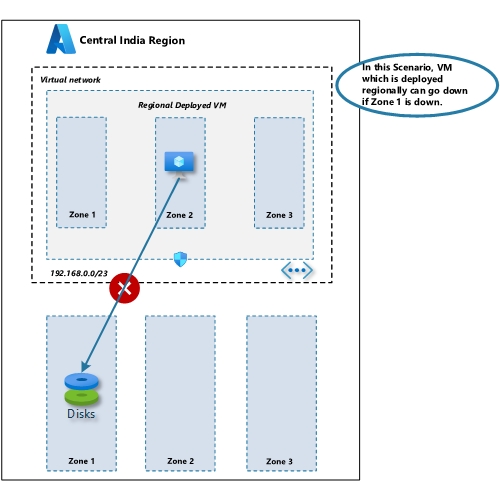 Central India Region
In this Scenario, VM
which is deployed
regionally can go down
if Zone 1 is down.
Virtual network
Regional Deployed VM
Zone 1
Zone 2
Zone 3
192.168.0.0/23
Disks
Zone 1
Zone 2
Zone 3